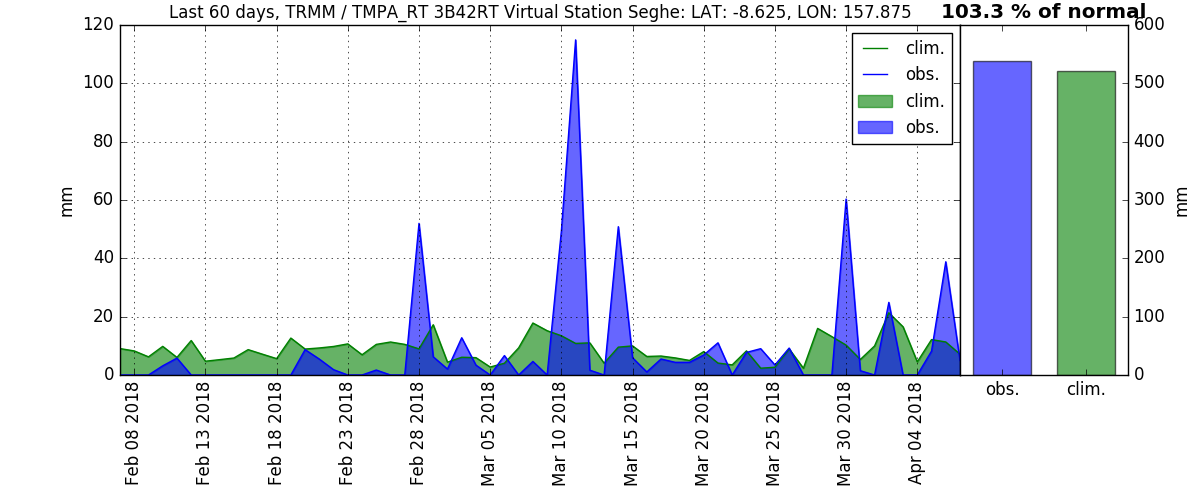 Last 60 days, TRMM / TMPA_RT 3B42RT Virtual Station Seghe: LAT: -8.625, LON: 157.875
103.3 % of normal
120
100
80
60
40
20
0
mm
clim.
obs.
clim.
obs.
600
500
400
300
200
100
0
mm
Feb 08 2018
Feb 13 2018
Feb 18 2018
Feb 23 2018
Feb 28 2018
Mar 05 2018
Mar 10 2018
Mar 15 2018
Mar 20 2018
Mar 25 2018
Mar 30 2018
Apr 04 2018
obs.
clim.